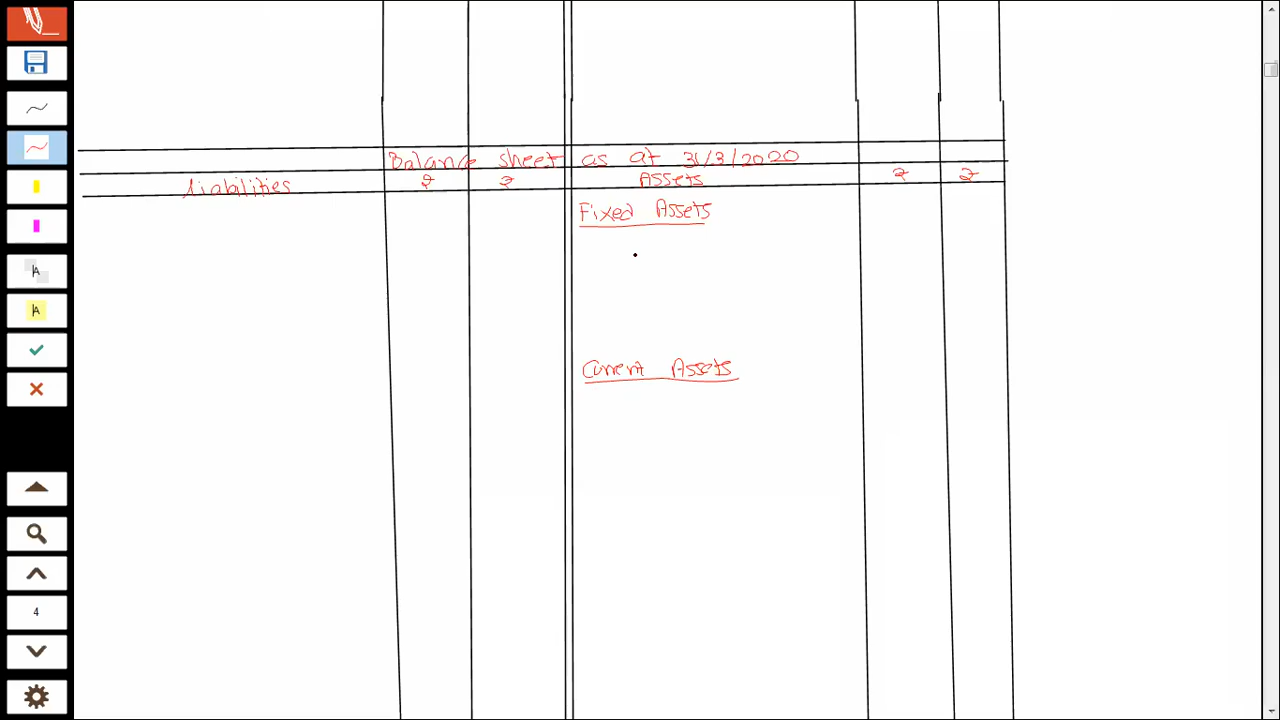 Balance sheet as at 31/3/2020
liabilities ₹ ₹ Assets ₹ ₹
Fixed Assets
Current Assets
A
A
4